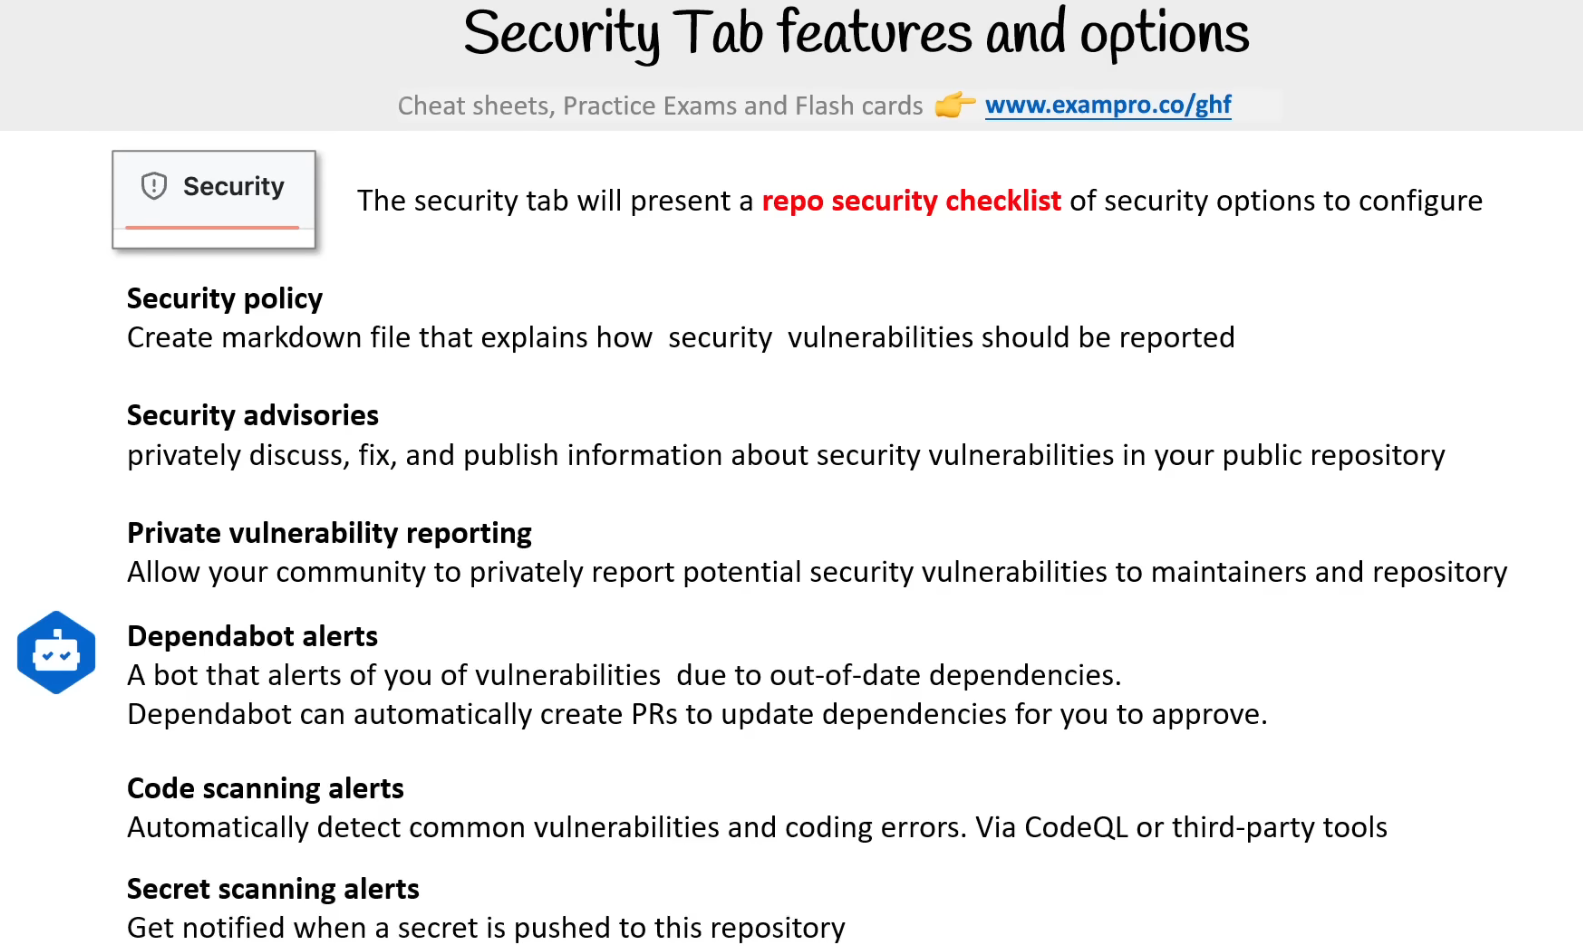 Security Tab features and options
Cheat sheets, Practice Exams and Flash cards 👉 www.exampro.co/ghf
Security
The security tab will present a repo security checklist of security options to configure
Security policy
Create markdown file that explains how security vulnerabilities should be reported
Security advisories
privately discuss, fix, and publish information about security vulnerabilities in your public repository
Private vulnerability reporting
Allow your community to privately report potential security vulnerabilities to maintainers and repository
Dependabot alerts
A bot that alerts of you of vulnerabilities due to out-of-date dependencies.
Dependabot can automatically create PRs to update dependencies for you to approve.
Code scanning alerts
Automatically detect common vulnerabilities and coding errors. Via CodeQL or third-party tools
Secret scanning alerts
Get notified when a secret is pushed to this repository